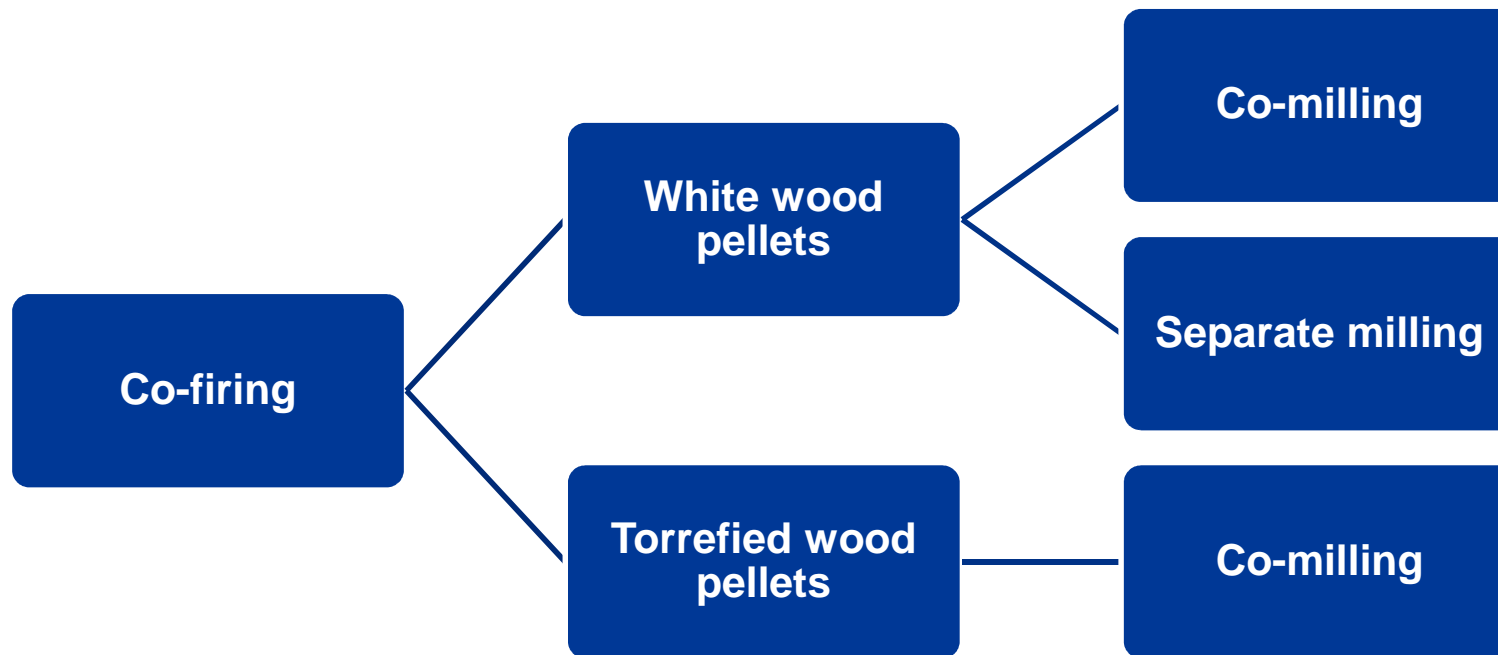 Co-firing
White wood
pellets
Torrefied wood
pellets
Co-milling
Separate milling
Co-milling